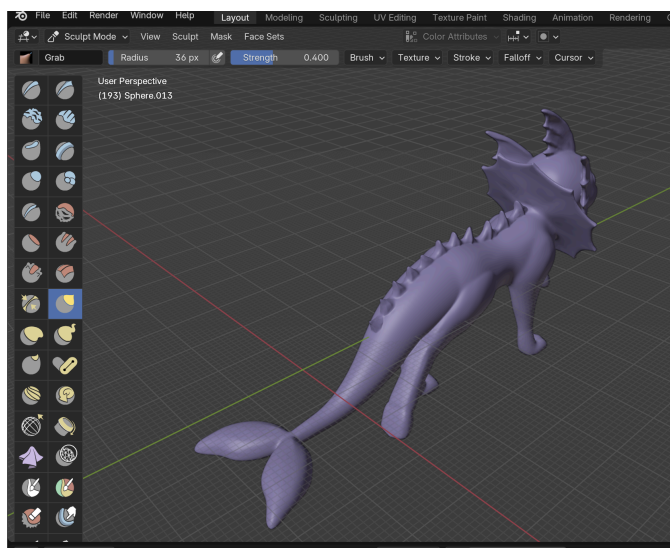 File Edit Render Window Help Layout Modeling Sculpting UV Editing Texture Paint Shading Animation Rendering
Sculpt Mode View Sculpt Mask Face Sets Color Attributes
Grab Radius 36 px Strength 0.400 Brush Texture Stroke Falloff Cursor
User Perspective
(193) Sphere.013